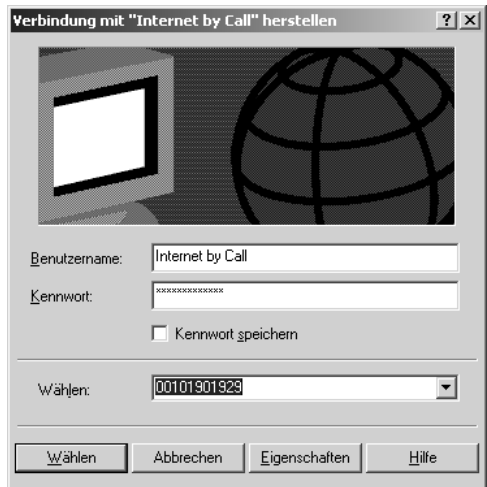 Verbindung mit "Internet by Call" herstellen
Benutzername: Internet by Call
Kennwort: *************
Kennwort speichern
Wählen: 00101901929
Wählen Abbrechen Eigenschaften Hilfe